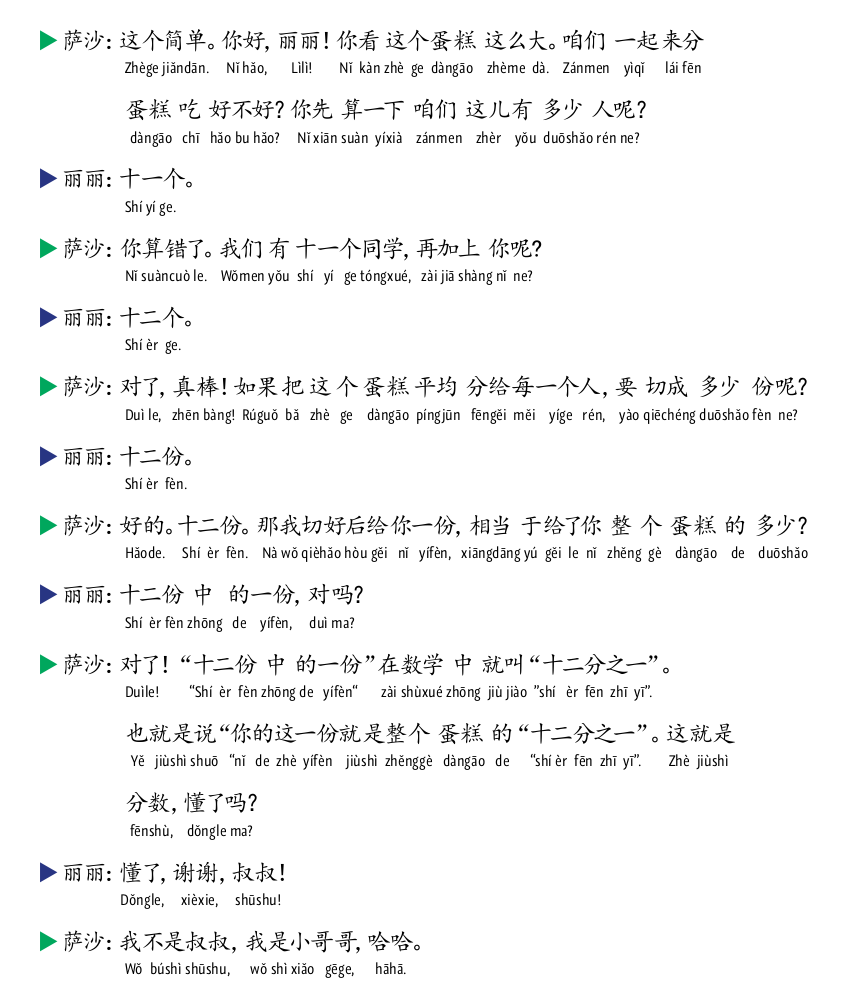 萨沙: 这个简单。你好, 丽丽! 你看 这个蛋糕 这么大。咱们 一起来分
Zhège jiǎndān. Nǐ hǎo, Lìlì! Nǐ kàn zhè ge dàngāo zhème dà. Zánmen yìqǐ lái fēn
蛋糕 吃 好不好? 你先 算一下 咱们 这儿有 多少 人呢?
dàngāo chī hǎo bu hǎo? Nǐ xiān suàn yíxià zánmen zhèr yǒu duōshǎo rén ne?
丽丽: 十一个。
Shí yí ge.
萨沙: 你算错了。我们 有 十一个同学, 再加上 你呢?
Nǐ suàncuò le. Wǒmen yǒu shí yí ge tóngxué, zài jiā shàng nǐ ne?
丽丽: 十二个。
Shí èr ge.
萨沙: 对了, 真棒! 如果 把 这 个 蛋糕 平均 分给 每一个人, 要 切成 多少 份呢?
Duì le, zhēn bàng! Rúguǒ bǎ zhè ge dàngāo píngjūn fēngěi měi yíge rén, yào qiēchéng duōshǎo fèn ne?
丽丽: 十二份。
Shí èr fèn.
萨沙: 好的。十二份。那我切好后给你一份, 相当 于给了你 整 个 蛋糕 的 多少?
Hǎode. Shí èr fèn. Nà wǒ qièhǎo hòu gěi nǐ yífèn, xiāngdāng yú gěi le nǐ zhěng gè dàngāo de duōshǎo
丽丽: 十二份 中 的一份, 对吗?
Shí èr fèn zhōng de yífèn, duì ma?
萨沙: 对了! “十二份 中 的一份”在数学 中 就叫“十二分之一”。
Duìle! “Shí èr fèn zhōng de yífèn“ zài shùxué zhōng jiù jiào ”shí èr fēn zhī yī”.
也就是说“你的这一份就是整个 蛋糕 的“十二分之一”。这就是
Yě jiùshì shuō “nǐ de zhè yífèn jiùshì zhěnggè dàngāo de “shí èr fēn zhī yī”. Zhè jiùshì
分数, 懂了吗?
fēnshù, dǒngle ma?
丽丽: 懂了, 谢谢, 叔叔!
Dǒngle, xièxie, shūshu!
萨沙: 我不是叔叔, 我是小哥哥, 哈哈。
Wǒ búshì shūshu, wǒ shì xiǎo gēge, hāhā.